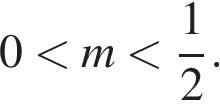 0 < m < 1/2.